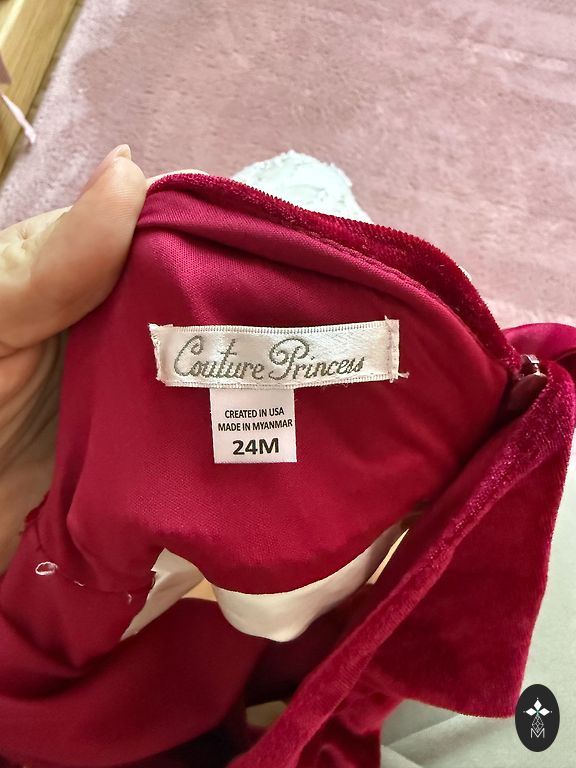 Couture Princess
CREATED IN USA
MADE IN MYANMAR
24M
M